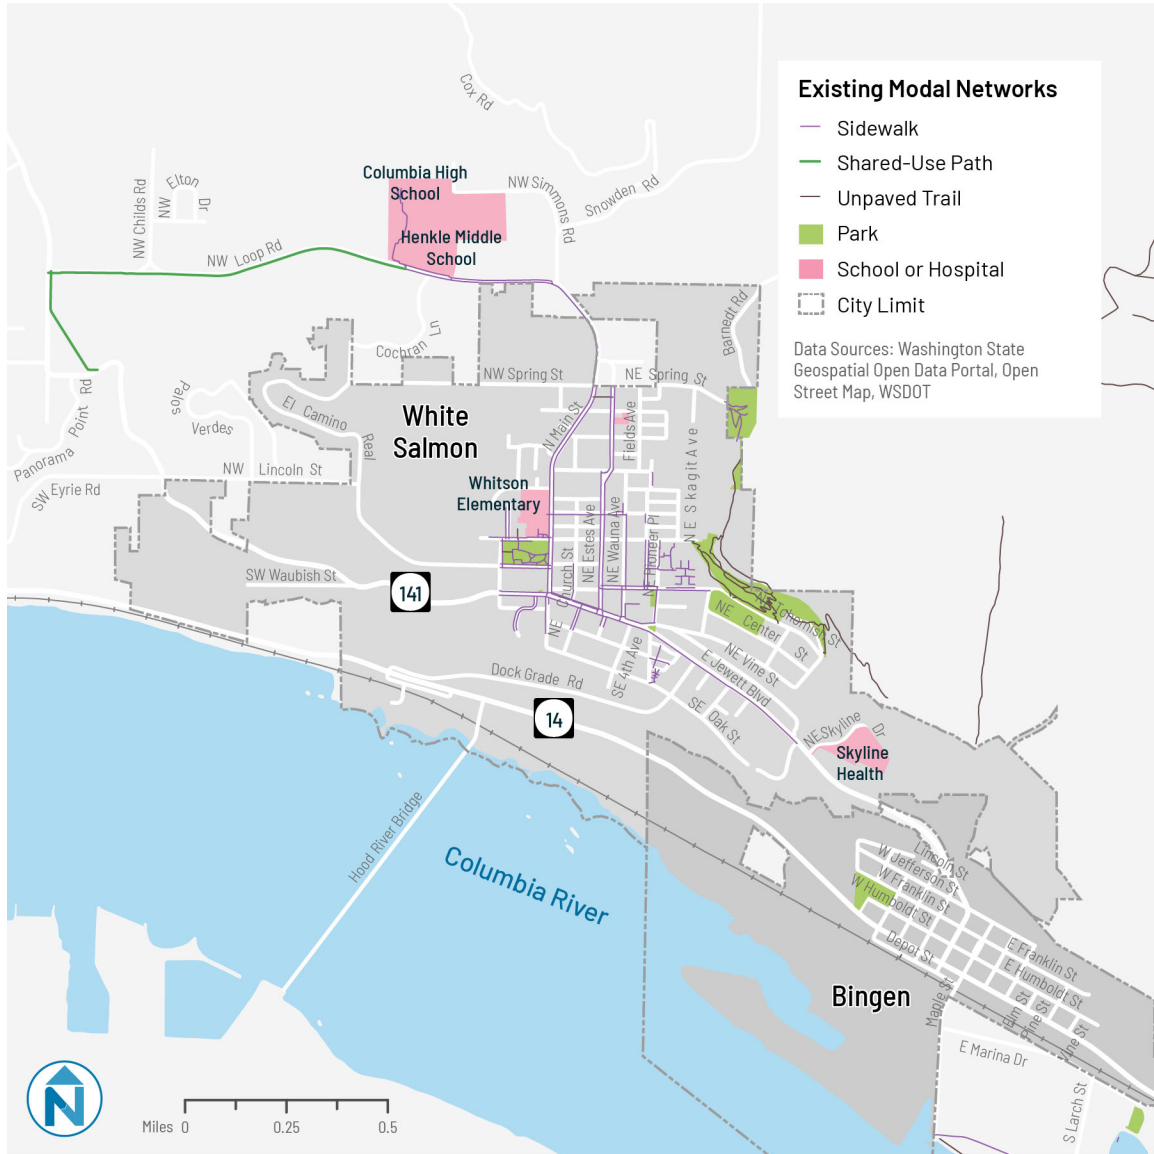 Existing Modal Networks
Sidewalk
Shared-Use Path
Unpaved Trail
Park
School or Hospital
City Limit
Data Sources: Washington State
Geospatial Open Data Portal, Open
Street Map, WSDOT
Cox Rd
Columbia High
School
Henkle Middle
School
NW Simmons Rd
Snowden Rd
NW Childs Rd
NW Elton Dr
NW Loop Rd
Cochran Ln
Barnedt Rd
NW Spring St
NE Spring St
Palos
Verdes
El Camino Real
White
Salmon
N Main St
Fields Ave
NE Skagit Ave
Panorama
Point Rd
NW Lincoln St
SW Eyrie Rd
Whitson
Elementary
NE Church St
NE Estes Ave
NE Wauna Ave
NE Pioneer Pl
SW Waubish St
141
NE Tohomish St
NE Center St
NE Vine St
E Jewett Blvd
SE 4th Ave
Dock Grade Rd
SE Oak St
14
NE Skyline Dr
Skyline
Health
Hood River Bridge
Columbia River
Lincoln St
W Jefferson St
W Franklin St
W Humboldt St
Depot St
E Franklin St
E Humboldt St
Bingen
Maple St
Elm St
Pine St
Vine St
E Marina Dr
S Larch St
N
Miles 0 0.25 0.5